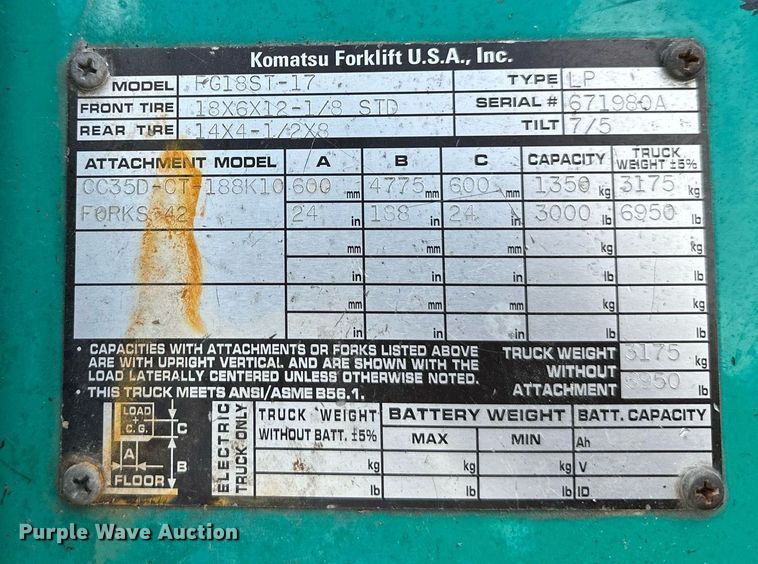 Komatsu Forklift U.S.A., Inc.
MODEL FG18ST-17 TYPE LP
FRONT TIRE 18X6X12-1/8 STD SERIAL # 671980A
REAR TIRE 14X4-1/2X8 TILT 7/5
ATTACHMENT MODEL A B C CAPACITY TRUCK WEIGHT ±5%
CC35D-CT-188K10 600 mm 4775 mm 600 mm 1350 kg 3175 kg
FORKS-42 24 in 188 in 24 in 3000 lb 6950 lb
mm mm mm kg kg
in in in lb lb
mm mm mm kg kg
in in in lb lb
• CAPACITIES WITH ATTACHMENTS OR FORKS LISTED ABOVE
ARE WITH UPRIGHT VERTICAL AND ARE SHOWN WITH THE
LOAD LATERALLY CENTERED UNLESS OTHERWISE NOTED.
• THIS TRUCK MEETS ANSI/ASME B56.1.
TRUCK WEIGHT 3175 kg
WITHOUT
ATTACHMENT 6950 lb
LOAD
C.G.
C
A
B
FLOOR
ELECTRIC
TRUCK ONLY
TRUCK WEIGHT BATTERY WEIGHT BATT. CAPACITY
WITHOUT BATT. ±5% MAX MIN Ah
kg kg kg V
lb lb lb ID
Purple Wave Auction